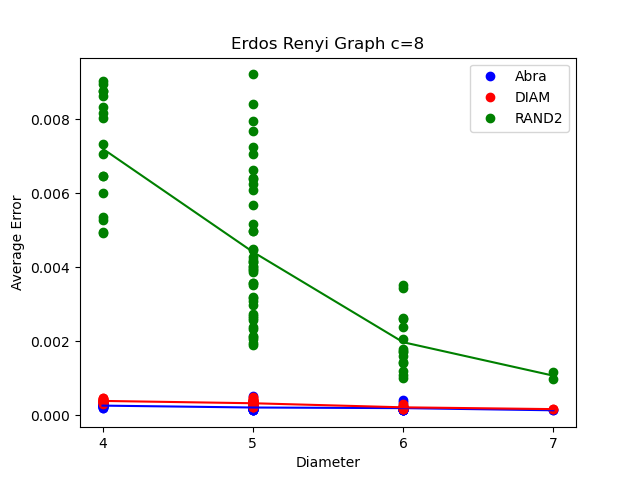 Erdos Renyi Graph c=8
Abra
DIAM
RAND2
Average Error
0.008
0.006
0.004
0.002
0.000
4 5 6 7
Diameter